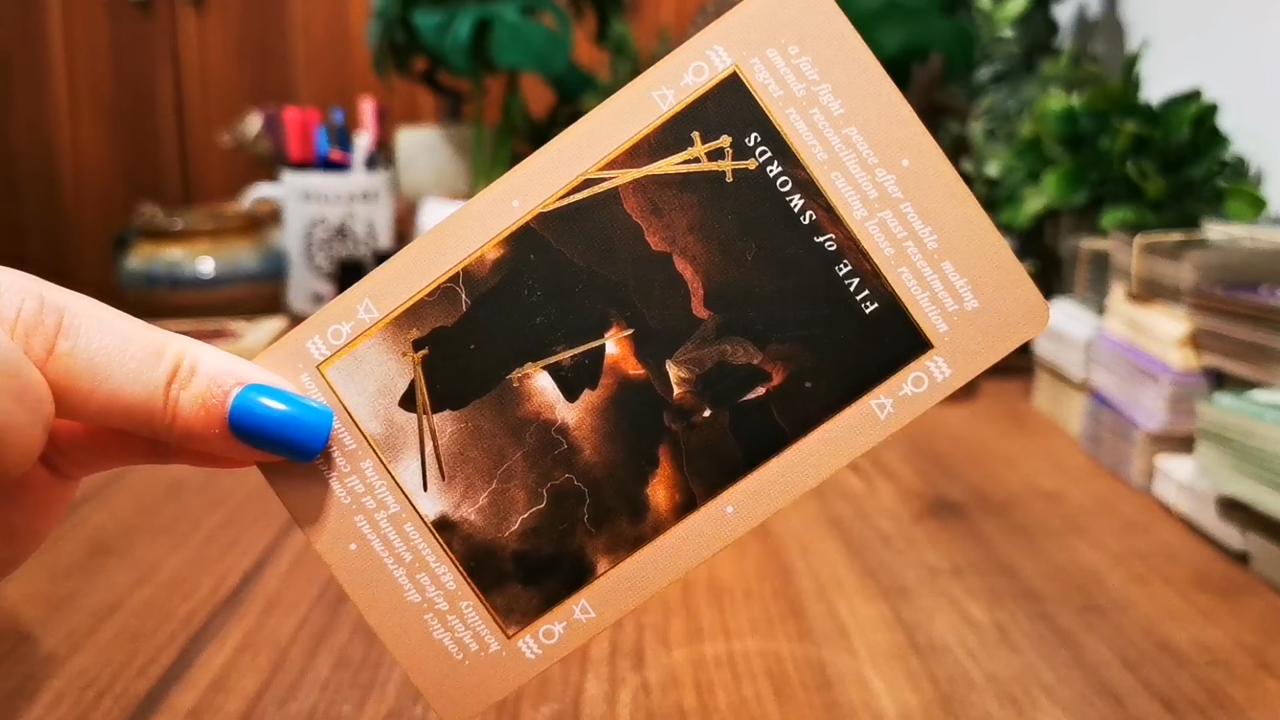 · conflict · disagreements ·
· unfair defeat · winning at all
hostility · aggression · bullying ·
FIVE of SWORDS
· a fair fight · peace after trouble · making
amends · reconciliation · past resentment ·
regret · remorse · cutting loose · resolution ·